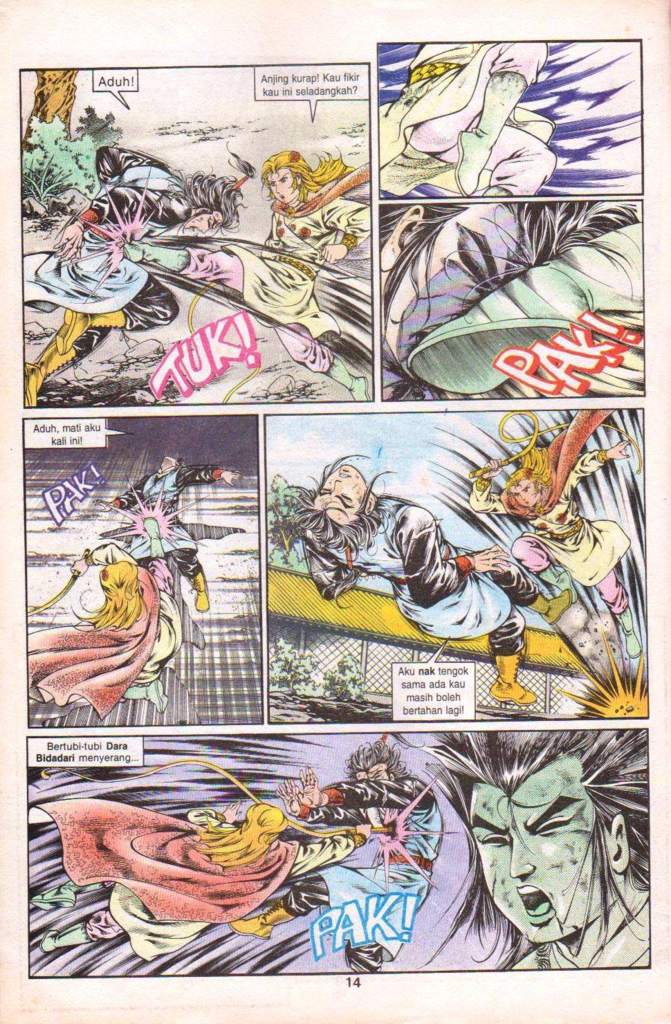 Aduh!
Anjing kurap! Kau fikir
kau ini seladangkah?
TUK!
PAK!
Aduh, mati aku
kali ini!
PAK!
Aku nak tengok
sama ada kau
masih boleh
bertahan lagi!
Bertubi-tubi Dara
Bidadari menyerang...
PAK!
14